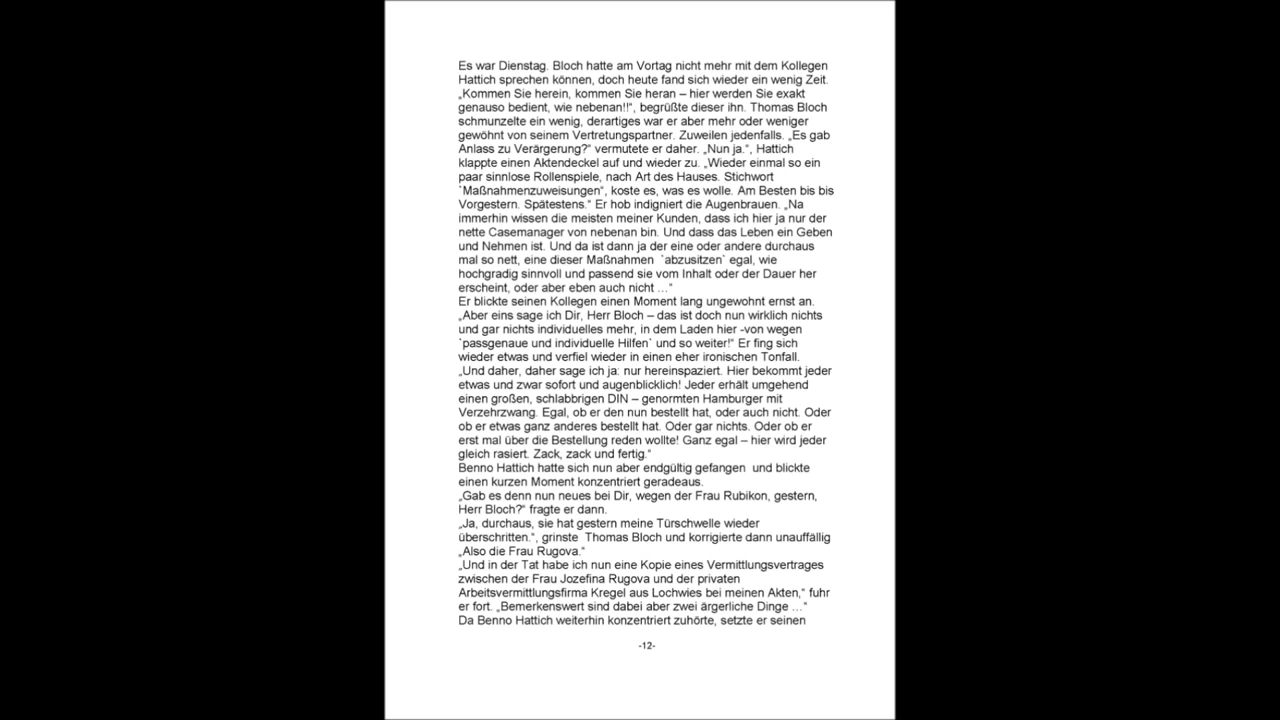 Es war Dienstag. Bloch hatte am Vortag nicht mehr mit dem Kollegen
Hattich sprechen können, doch heute fand sich wieder ein wenig Zeit.
„Kommen Sie herein, kommen Sie heran – hier werden Sie exakt
genauso bedient, wie nebenan!!“, begrüßte dieser ihn. Thomas Bloch
schmunzelte ein wenig, derartiges war er aber mehr oder weniger
gewöhnt von seinem Vertretungspartner. Zuweilen jedenfalls. „Es gab
Anlass zu Verärgerung?“ vermutete er daher. „Nun ja.“, Hattich
klappte einen Aktendeckel auf und wieder zu. „Wieder einmal so ein
paar sinnlose Rollenspiele, nach Art des Hauses. Stichwort
`Maßnahmenzuweisungen“, koste es, was es wolle. Am Besten bis bis
Vorgestern. Spätestens.“ Er hob indigniert die Augenbrauen. „Na
immerhin wissen die meisten meiner Kunden, dass ich hier ja nur der
nette Casemanager von nebenan bin. Und dass das Leben ein Geben
und Nehmen ist. Und da ist dann ja der eine oder andere durchaus
mal so nett, eine dieser Maßnahmen  `abzusitzen` egal, wie
hochgradig sinnvoll und passend sie vom Inhalt oder der Dauer her
erscheint, oder aber eben auch nicht …“
Er blickte seinen Kollegen einen Moment lang ungewohnt ernst an.
„Aber eins sage ich Dir, Herr Bloch – das ist doch nun wirklich nichts
und gar nichts individuelles mehr, in dem Laden hier -von wegen
`passgenaue und individuelle Hilfen` und so weiter!“ Er fing sich
wieder etwas und verfiel wieder in einen eher ironischen Tonfall.
„Und daher, daher sage ich ja: nur hereinspaziert. Hier bekommt jeder
etwas und zwar sofort und augenblicklich! Jeder erhält umgehend
einen großen, schlabbrigen DIN – genormten Hamburger mit
Verzehrzwang. Egal, ob er den nun bestellt hat, oder auch nicht. Oder
ob er etwas ganz anderes bestellt hat. Oder gar nichts. Oder ob er
erst mal über die Bestellung reden wollte! Ganz egal – hier wird jeder
gleich rasiert. Zack, zack und fertig.“
Benno Hattich hatte sich nun aber endgültig gefangen  und blickte
einen kurzen Moment konzentriert geradeaus.
„Gab es denn nun neues bei Dir, wegen der Frau Rubikon, gestern,
Herr Bloch?“ fragte er dann.
„Ja, durchaus, sie hat gestern meine Türschwelle wieder
überschritten.“, grinste  Thomas Bloch und korrigierte dann unauffällig
„Also die Frau Rugova.“
„Und in der Tat habe ich nun eine Kopie eines Vermittlungsvertrages
zwischen der Frau Jozefina Rugova und der privaten
Arbeitsvermittlungsfirma Kregel aus Lochwies bei meinen Akten,“ fuhr
er fort. „Bemerkenswert sind dabei aber zwei ärgerliche Dinge …“
Da Benno Hattich weiterhin konzentriert zuhörte, setzte er seinen
-12-